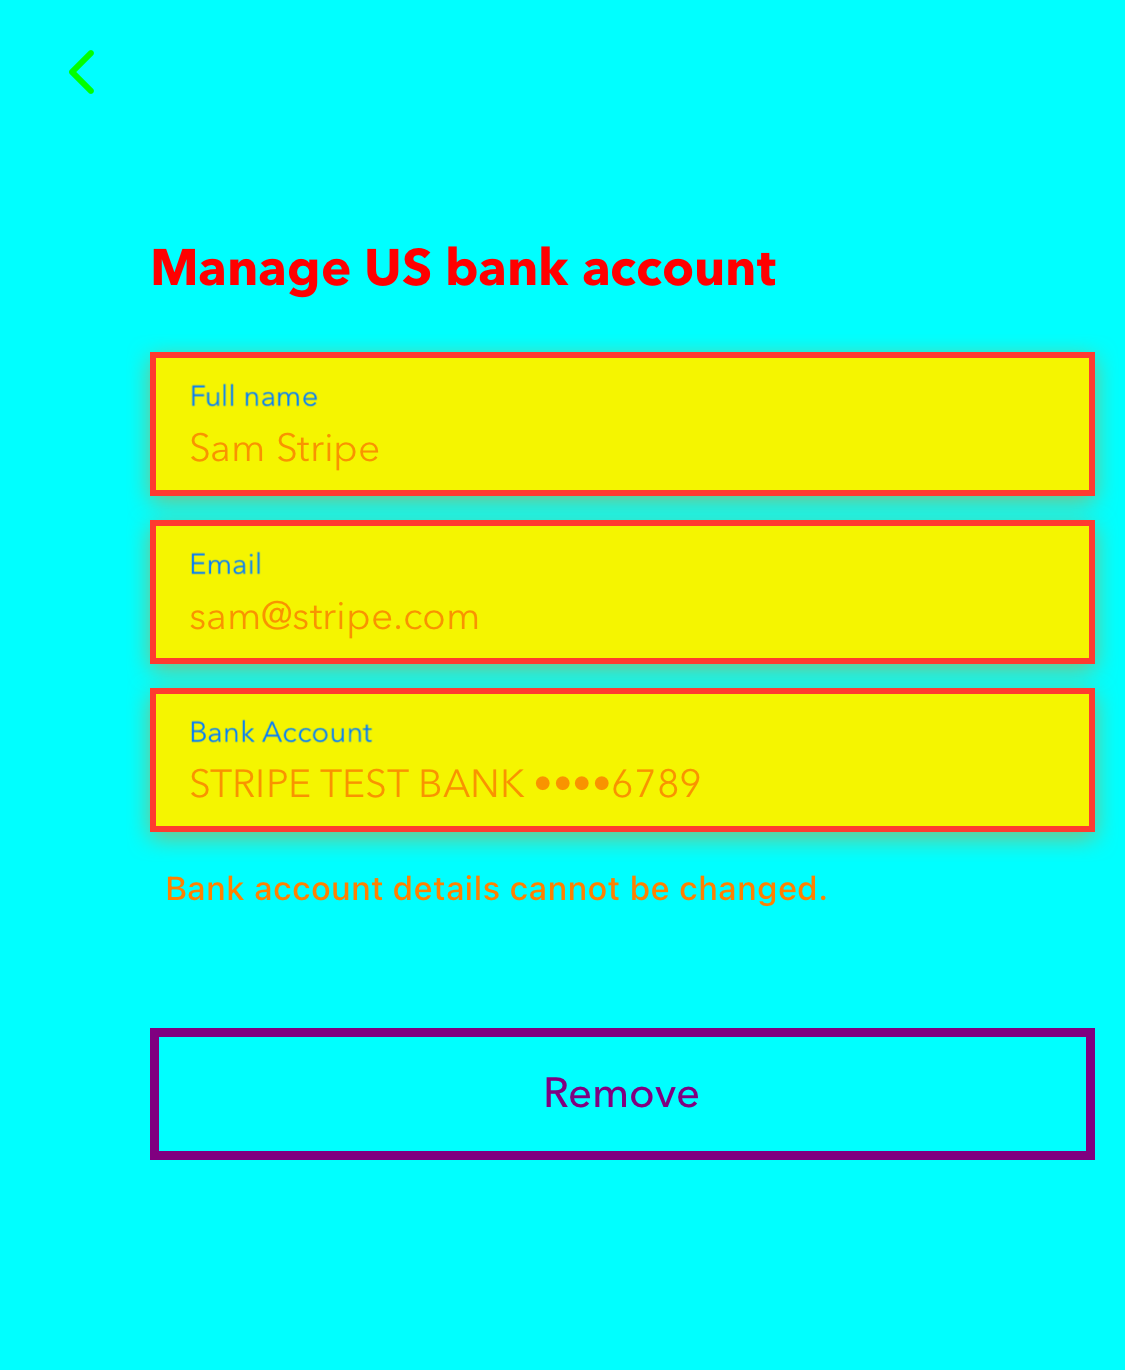 Manage US bank account
Full name
Sam Stripe
Email
sam@stripe.com
Bank Account
STRIPE TEST BANK ••••6789
Bank account details cannot be changed.
Remove